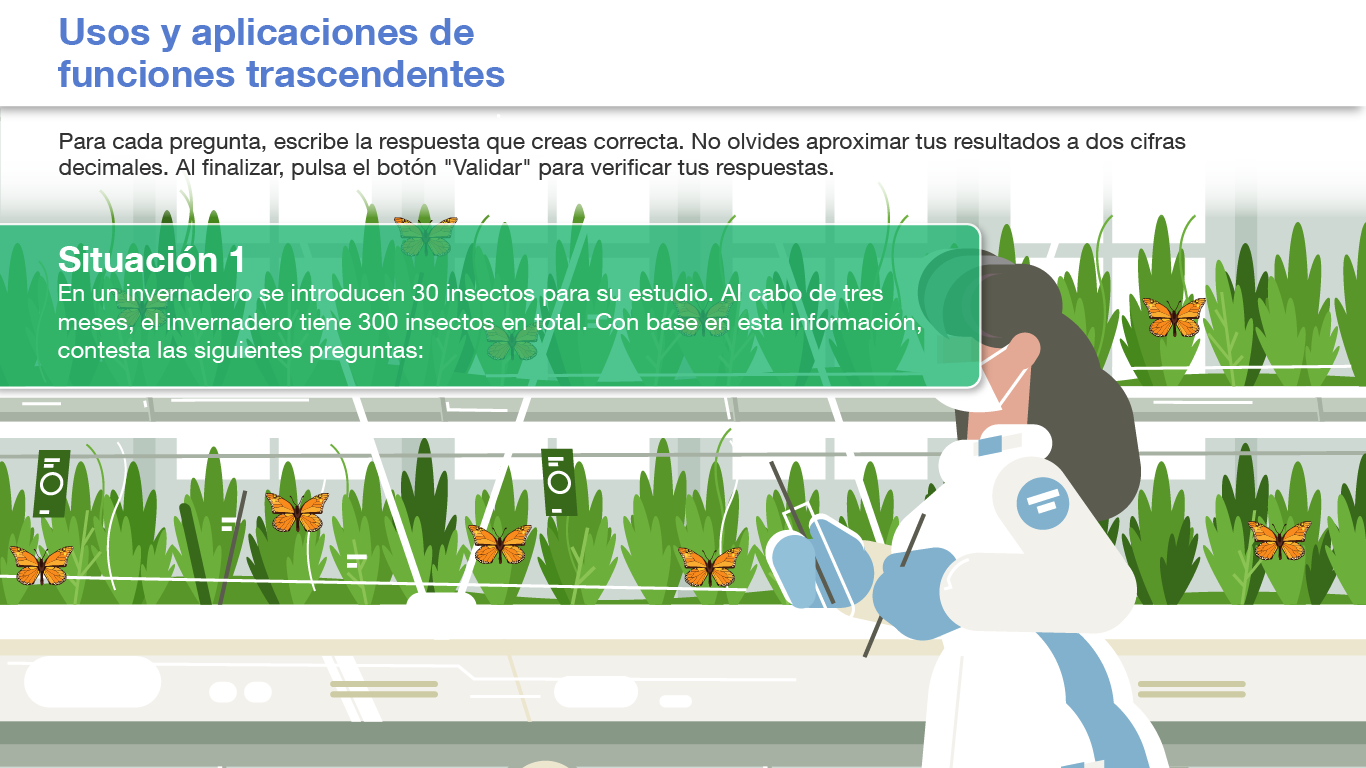 Usos y aplicaciones de
funciones trascendentes
Para cada pregunta, escribe la respuesta que creas correcta. No olvides aproximar tus resultados a dos cifras
decimales. Al finalizar, pulsa el botón "Validar" para verificar tus respuestas.
Situación 1
En un invernadero se introducen 30 insectos para su estudio. Al cabo de tres
meses, el invernadero tiene 300 insectos en total. Con base en esta información,
contesta las siguientes preguntas: